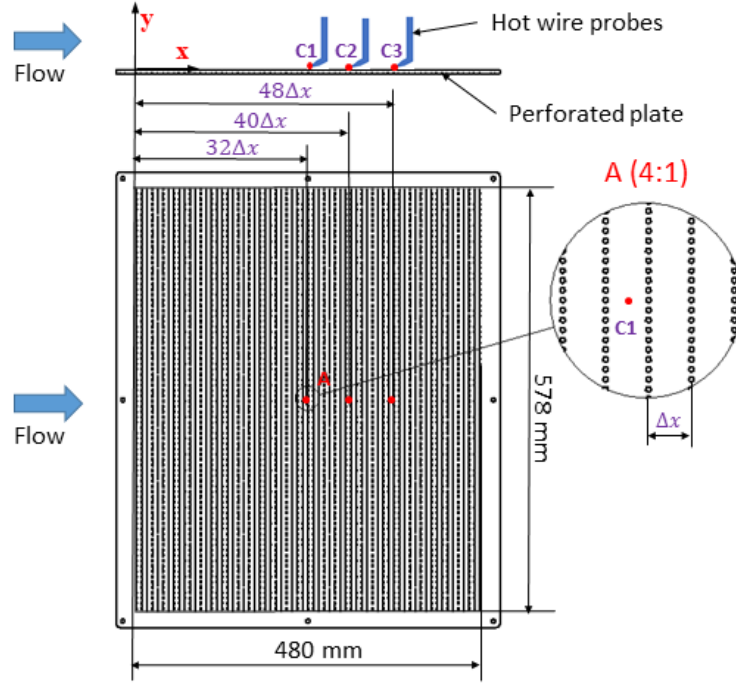 y
Hot wire probes
C1 C2 C3
x
Flow
48Δx
Perforated plate
40Δx
32Δx
A (4:1)
C1
A
Flow
Δx
578 mm
480 mm